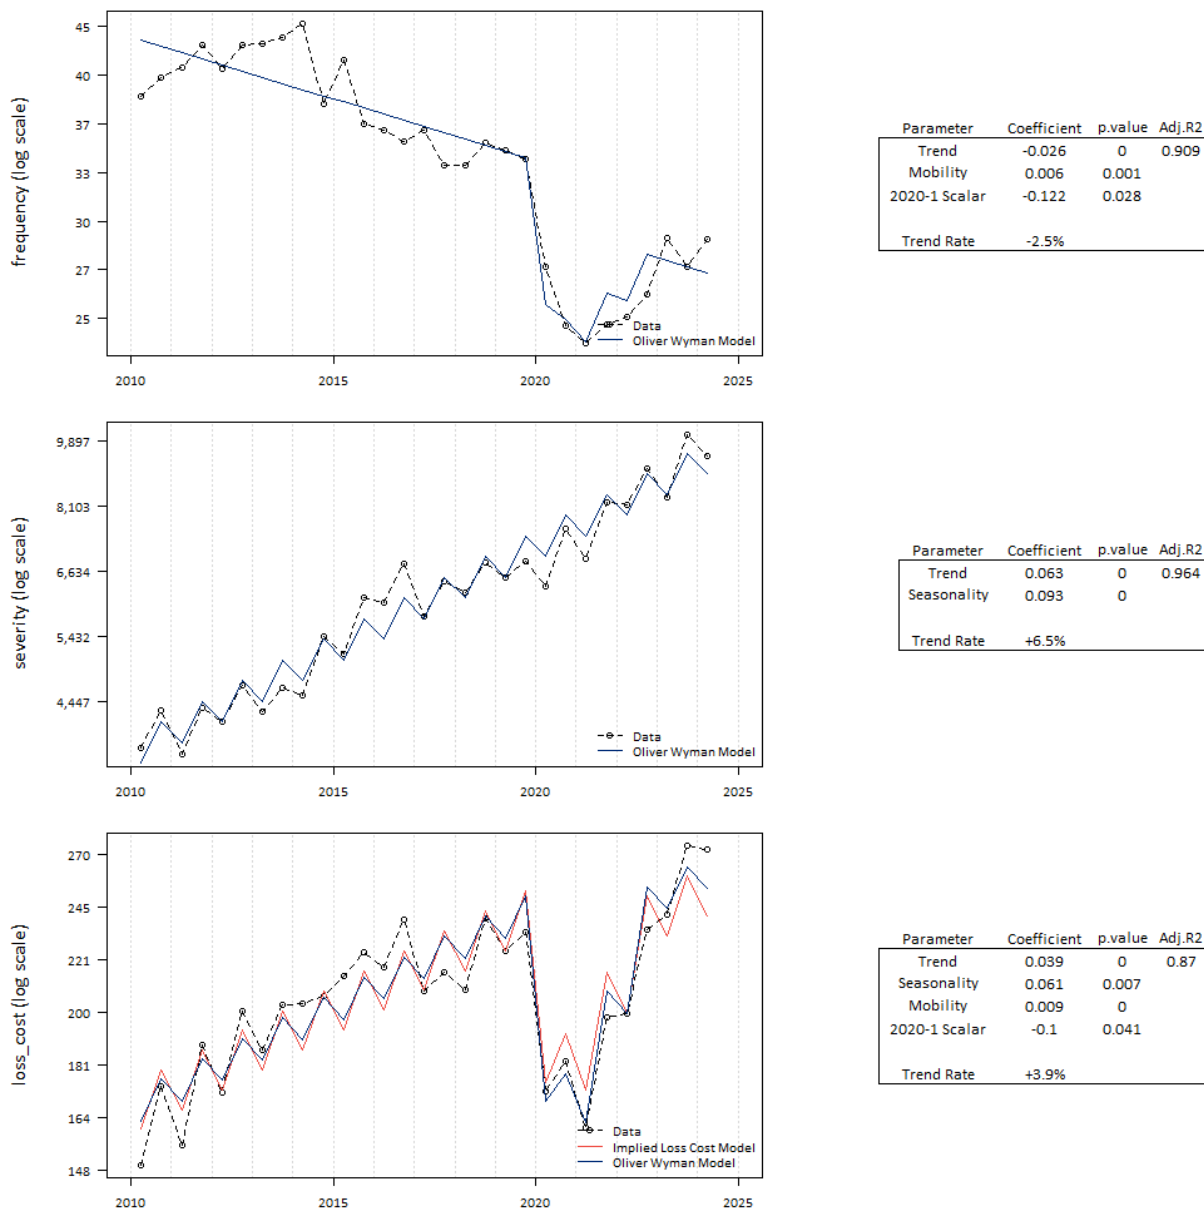 frequency (log scale)
45
40
37
33
30
27
25
Data
Oliver Wyman Model
2010
2015
2020
2025
Parameter Coefficient p.value Adj.R2
Trend -0.026 0 0.909
Mobility 0.006 0.001
2020-1 Scalar -0.122 0.028
Trend Rate -2.5%
severity (log scale)
9,897
8,103
6,634
5,432
4,447
Data
Oliver Wyman Model
2010
2015
2020
2025
Parameter Coefficient p.value Adj.R2
Trend 0.063 0 0.964
Seasonality 0.093 0
Trend Rate +6.5%
loss_cost (log scale)
270
245
221
200
181
164
148
Data
Implied Loss Cost Model
Oliver Wyman Model
2010
2015
2020
2025
Parameter Coefficient p.value Adj.R2
Trend 0.039 0 0.87
Seasonality 0.061 0.007
Mobility 0.009 0
2020-1 Scalar -0.1 0.041
Trend Rate +3.9%